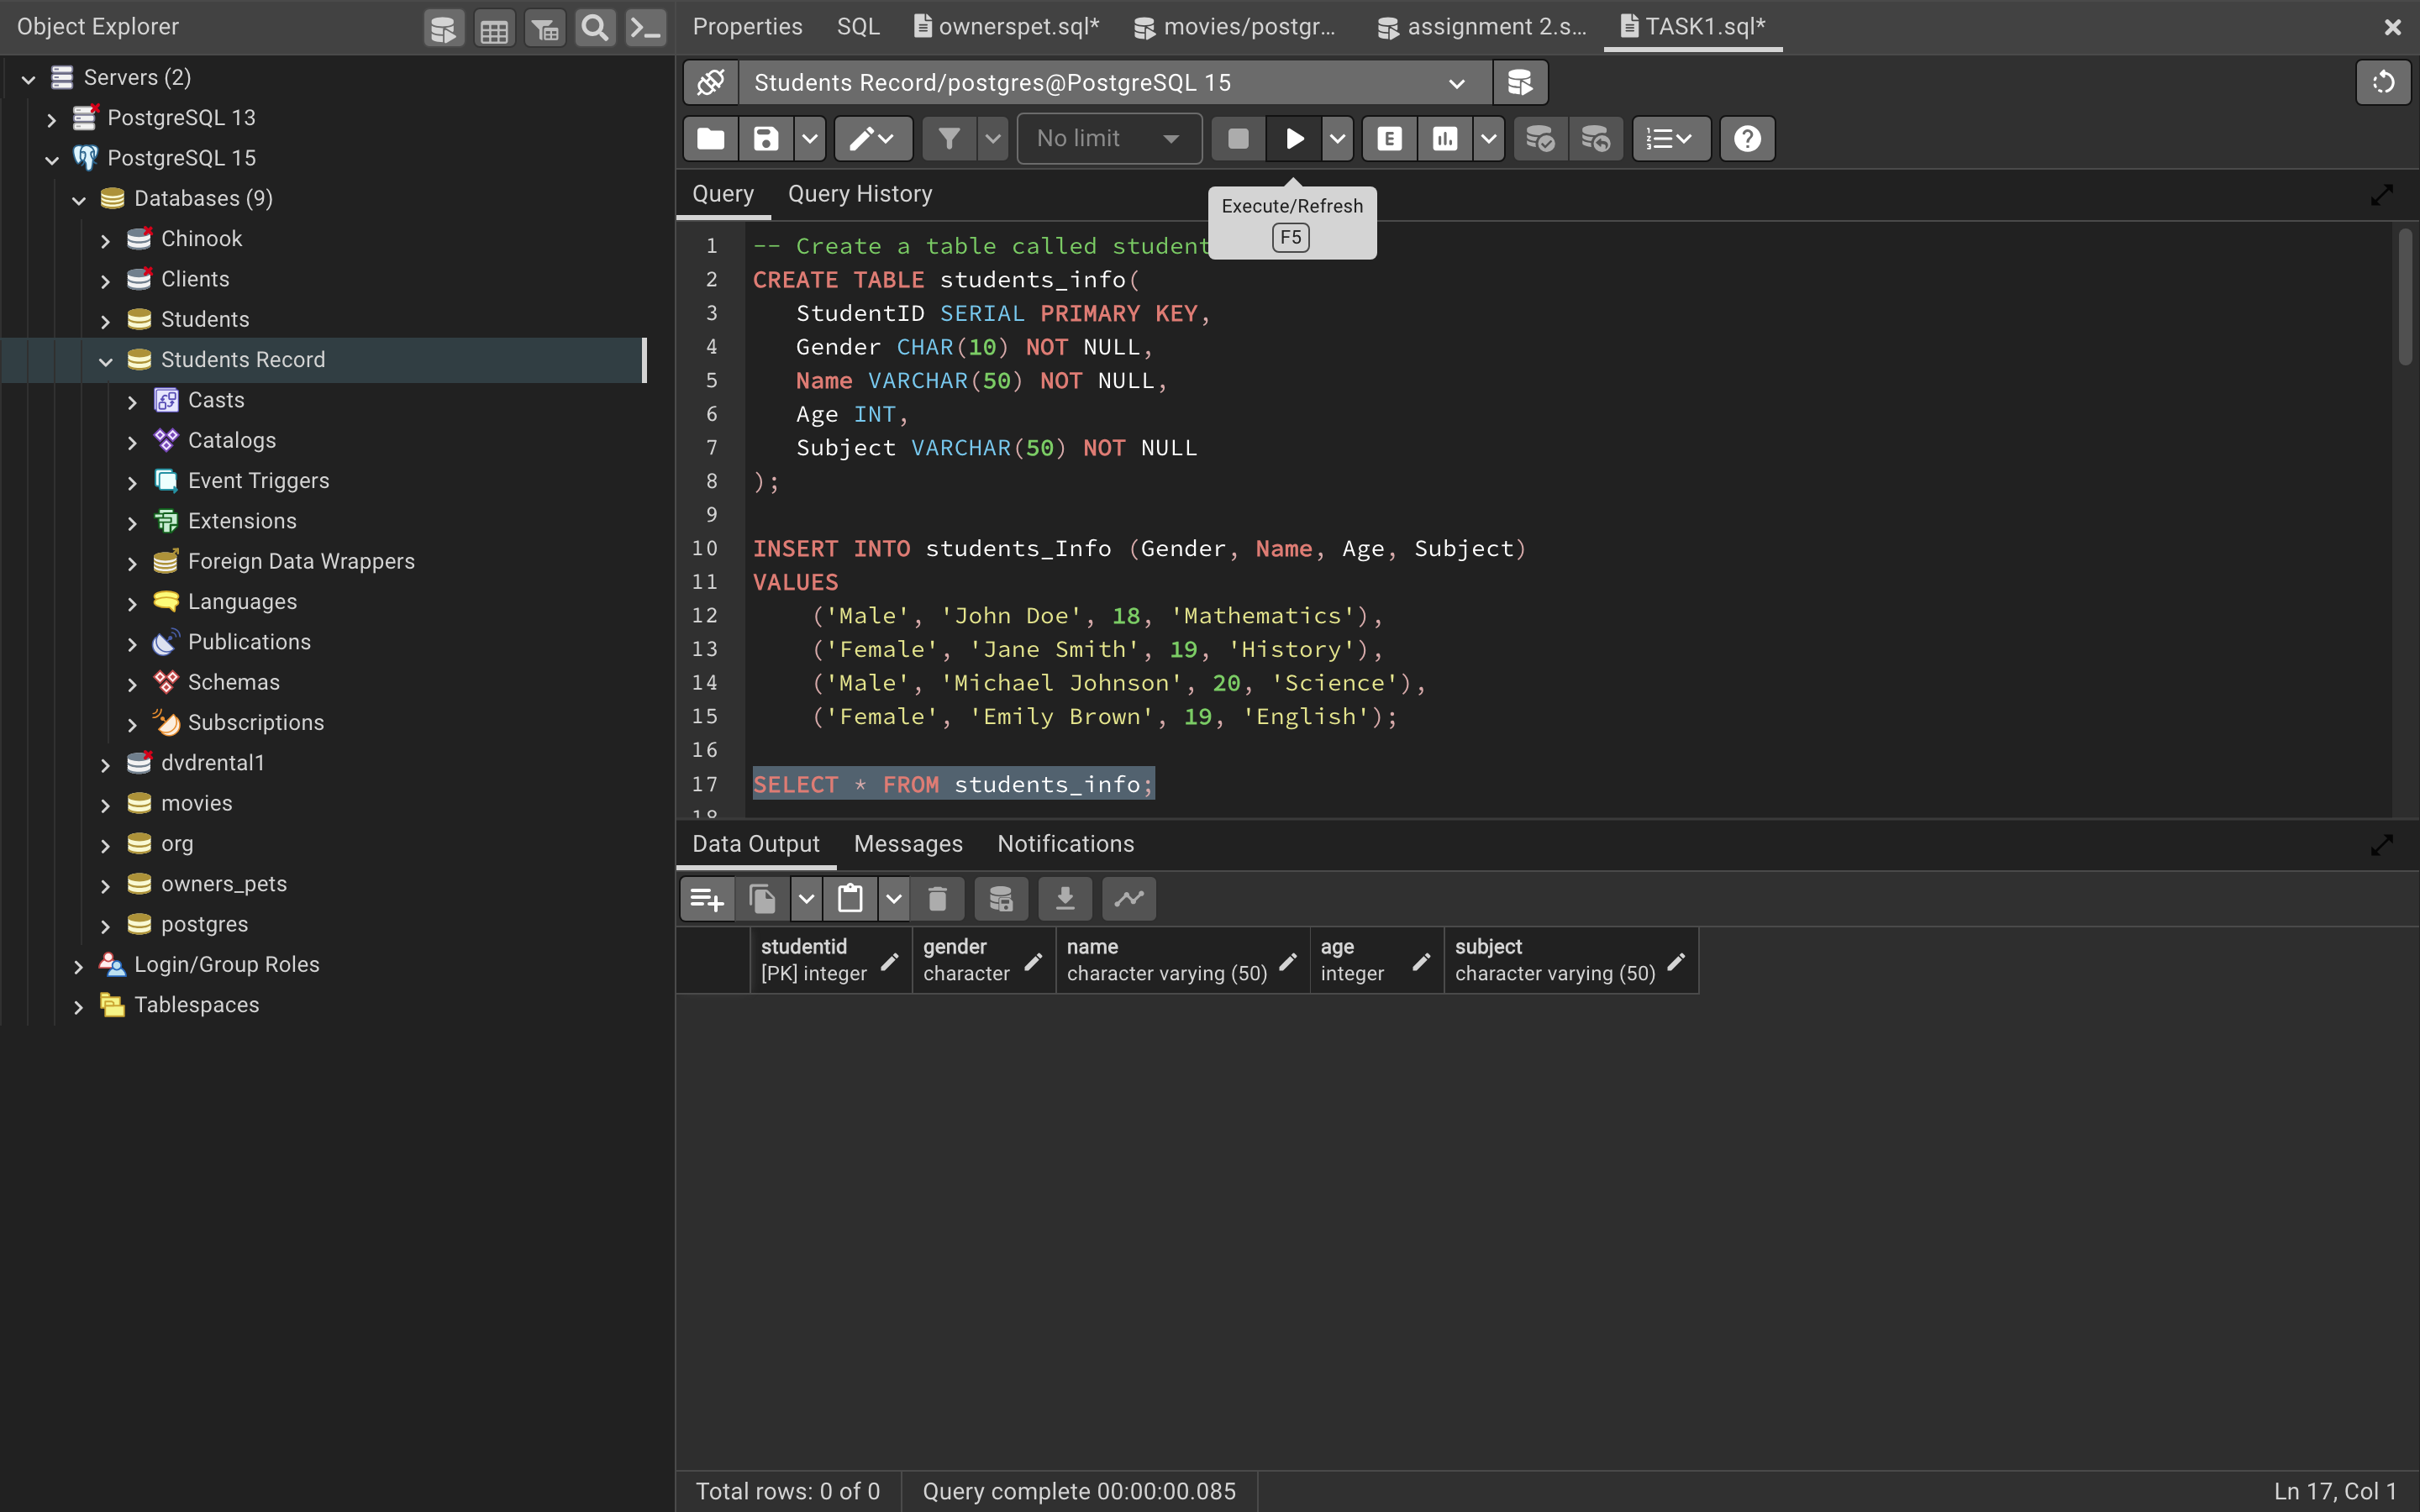 Object Explorer
Servers (2)
PostgreSQL 13
PostgreSQL 15
Databases (9)
Chinook
Clients
Students
Students Record
Casts
Catalogs
Event Triggers
Extensions
Foreign Data Wrappers
Languages
Publications
Schemas
Subscriptions
dvdrental1
movies
org
owners_pets
postgres
Login/Group Roles
Tablespaces
Properties SQL ownerspet.sql* movies/postgr... assignment 2.s... TASK1.sql*
Students Record/postgres@PostgreSQL 15
No limit E
Query Query History
Execute/Refresh
F5
1 -- Create a table called student
2 CREATE TABLE students_info(
3 StudentID SERIAL PRIMARY KEY,
4 Gender CHAR(10) NOT NULL,
5 Name VARCHAR(50) NOT NULL,
6 Age INT,
7 Subject VARCHAR(50) NOT NULL
8 );
9
10 INSERT INTO students_Info (Gender, Name, Age, Subject)
11 VALUES
12 ('Male', 'John Doe', 18, 'Mathematics'),
13 ('Female', 'Jane Smith', 19, 'History'),
14 ('Male', 'Michael Johnson', 20, 'Science'),
15 ('Female', 'Emily Brown', 19, 'English');
16
17 SELECT * FROM students_info;
18
Data Output Messages Notifications
studentid gender name age subject
[PK] integer character character varying (50) integer character varying (50)
Total rows: 0 of 0 Query complete 00:00:00.085 Ln 17, Col 1